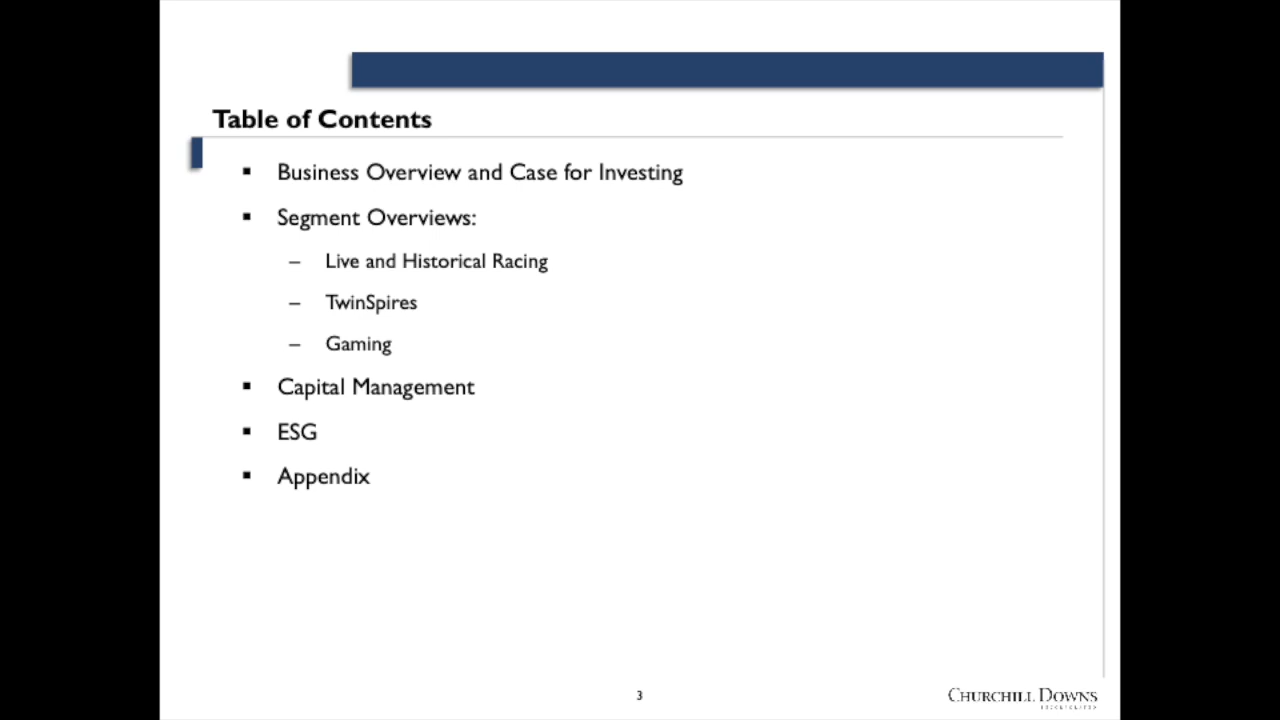 Table of Contents
▪ Business Overview and Case for Investing
▪ Segment Overviews:
– Live and Historical Racing
– TwinSpires
– Gaming
▪ Capital Management
▪ ESG
▪ Appendix
3
CHURCHILL DOWNS
INCORPORATED